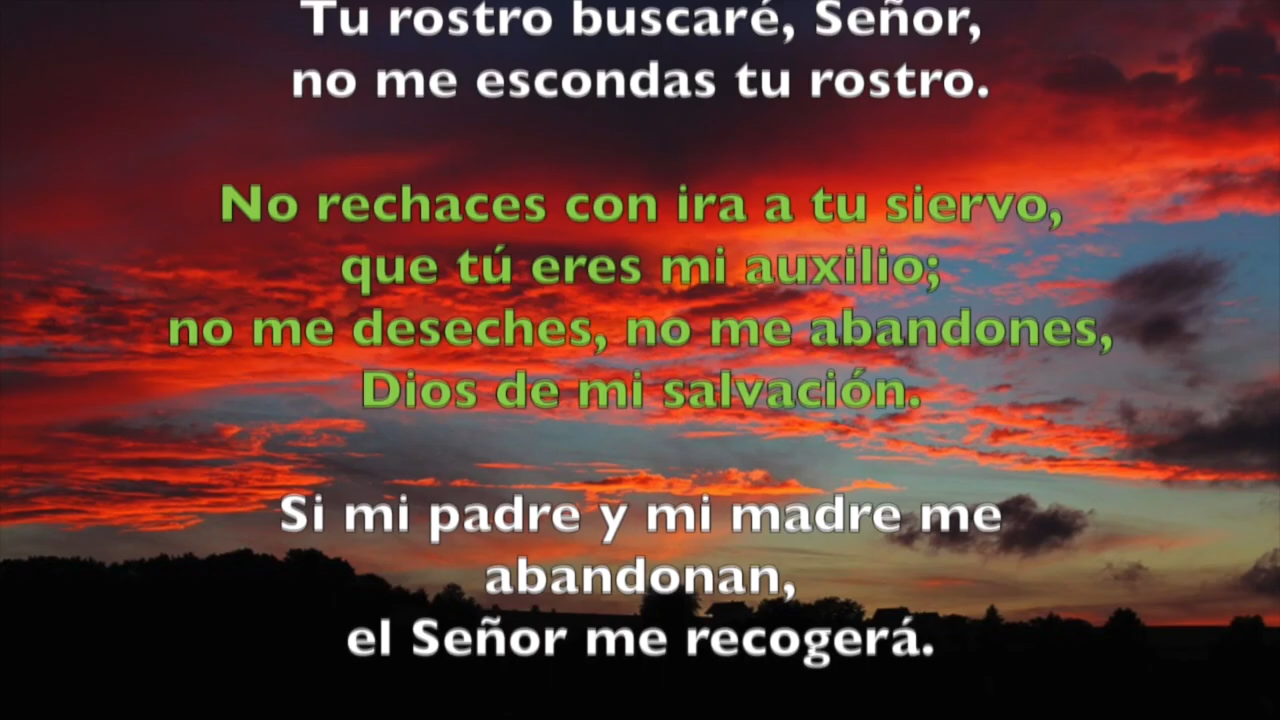 Tu rostro buscaré, Señor,
no me escondas tu rostro.
No rechaces con ira a tu siervo,
que tú eres mi auxilio;
no me deseches, no me abandones,
Dios de mi salvación.
Si mi padre y mi madre me
abandonan,
el Señor me recogerá.